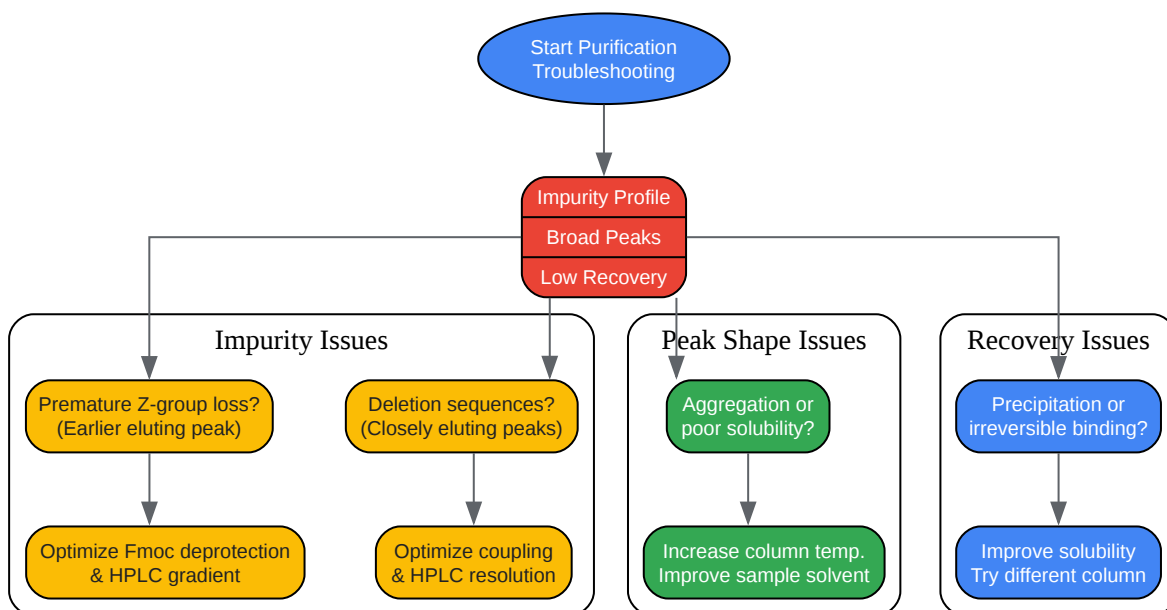 Start Purification
Troubleshooting
Impurity Profile
Broad Peaks
Low Recovery
Impurity Issues
Peak Shape Issues
Recovery Issues
Premature Z-group loss?
(Earlier eluting peak)
Deletion sequences?
(Closely eluting peaks)
Aggregation or
poor solubility?
Precipitation or
irreversible binding?
Optimize Fmoc deprotection
& HPLC gradient
Optimize coupling
& HPLC resolution
Increase column temp.
Improve sample solvent
Improve solubility
Try different column